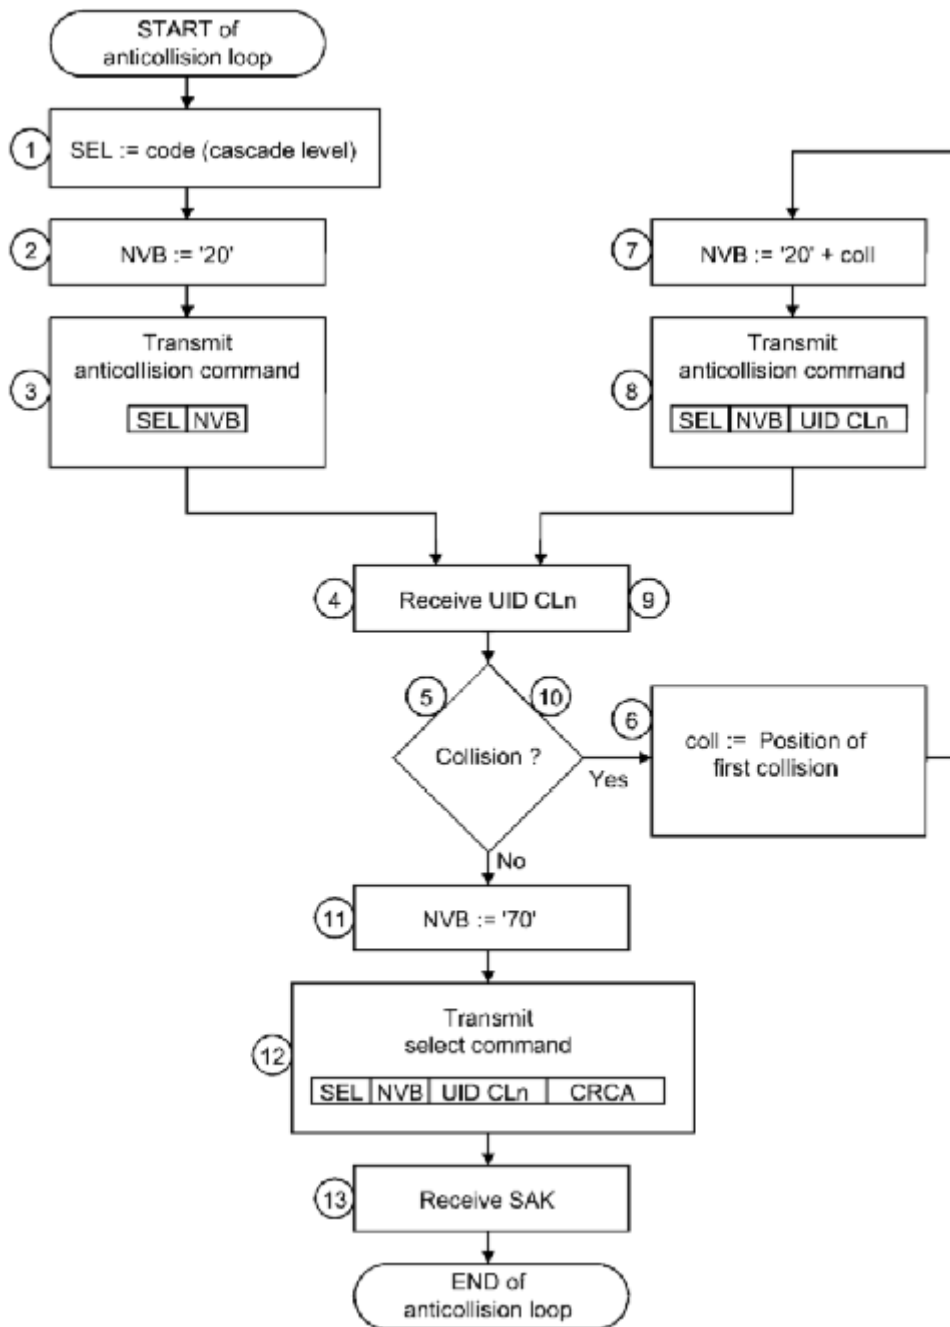 START of
anticollision loop
1
SEL := code (cascade level)
2
NVB := '20'
3
Transmit
anticollision command
SEL NVB
7
NVB := '20' + coll
8
Transmit
anticollision command
SEL NVB UID CLn
4
Receive UID CLn
9
5
10
Collision ?
Yes
6
coll := Position of
first collision
No
11
NVB := '70'
12
Transmit
select command
SEL NVB UID CLn CRCA
13
Receive SAK
END of
anticollision loop